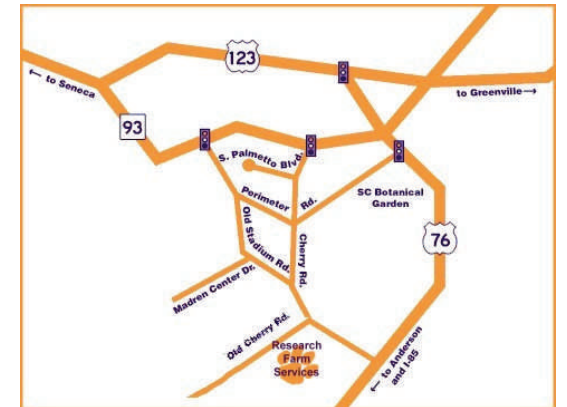 123
← to Seneca
to Greenville→
93
S. Palmetto Blvd.
Perimeter Rd.
SC Botanical
Garden
Old Stadium Rd.
Cherry Rd.
76
Madren Center Dr.
Old Cherry Rd.
Research
Farm
Services
← to Anderson
and I-85